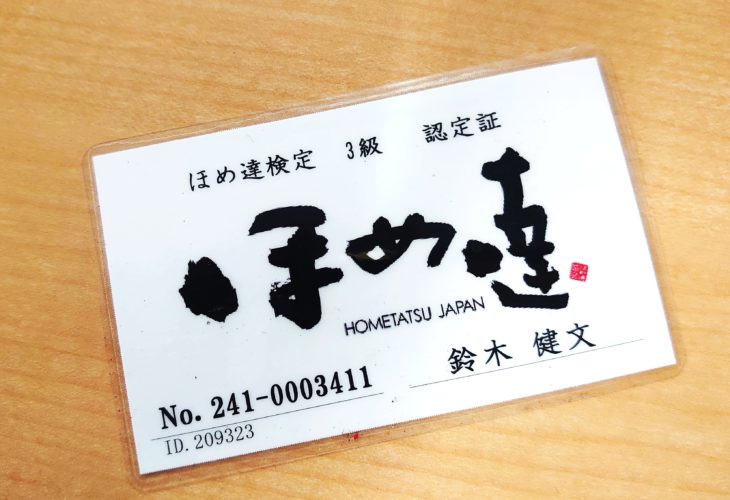 ほめ達検定 3級 認定証
ほめ達
HOMETATSU JAPAN
鈴木 健文
No. 241-0003411
ID. 209323